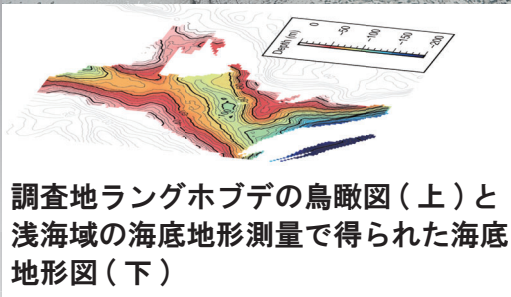 Depth (m)
0
-50
-100
-150
-200
調査地ラングホブデの鳥瞰図(上)と
浅海域の海底地形測量で得られた海底
地形図(下)